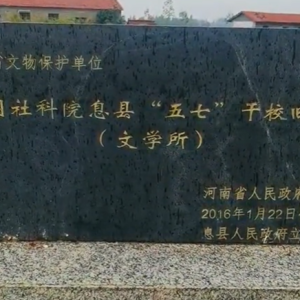 文物保护单位
社科院息县“五七”干校旧
（文学所）
河南省人民政府
2016年1月22日
息县人民政府立